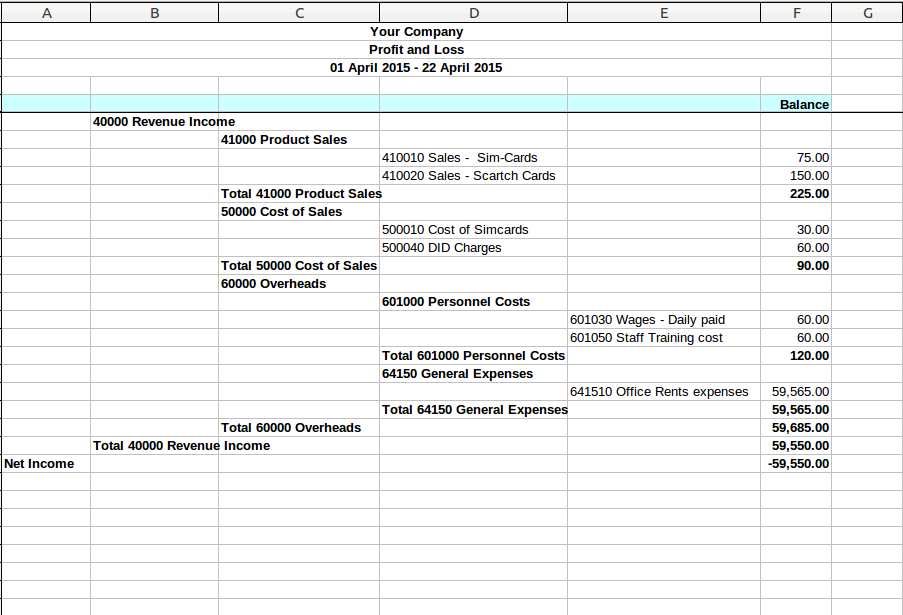 A B C D E F G
Your Company
Profit and Loss
01 April 2015 - 22 April 2015
Balance
40000 Revenue Income
41000 Product Sales
410010 Sales -  Sim-Cards 75.00
410020 Sales - Scartch Cards 150.00
Total 41000 Product Sales 225.00
50000 Cost of Sales
500010 Cost of Simcards 30.00
500040 DID Charges 60.00
Total 50000 Cost of Sales 90.00
60000 Overheads
601000 Personnel Costs
601030 Wages - Daily paid 60.00
601050 Staff Training cost 60.00
Total 601000 Personnel Costs 120.00
64150 General Expenses
641510 Office Rents expenses 59,565.00
Total 64150 General Expenses 59,565.00
Total 60000 Overheads 59,685.00
Total 40000 Revenue Income 59,550.00
Net Income -59,550.00